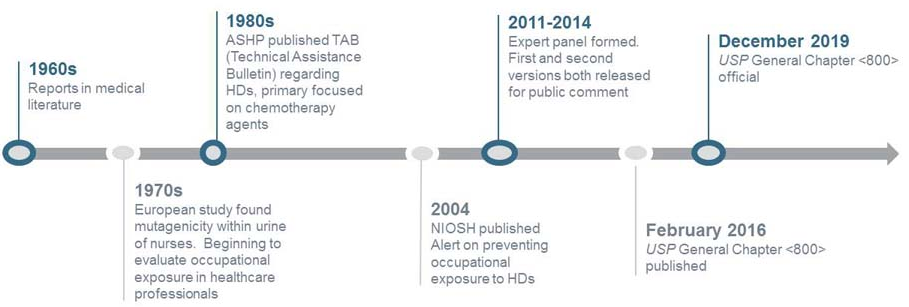 1960s
Reports in medical
literature
1970s
European study found
mutagenicity within urine
of nurses. Beginning to
evaluate occupational
exposure in healthcare
professionals
1980s
ASHP published TAB
(Technical Assistance
Bulletin) regarding
HDs, primary focused
on chemotherapy
agents
2004
NIOSH published
Alert on preventing
occupational
exposure to HDs
2011-2014
Expert panel formed.
First and second
versions both released
for public comment
February 2016
USP General Chapter <800>
published
December 2019
USP General Chapter <800>
official